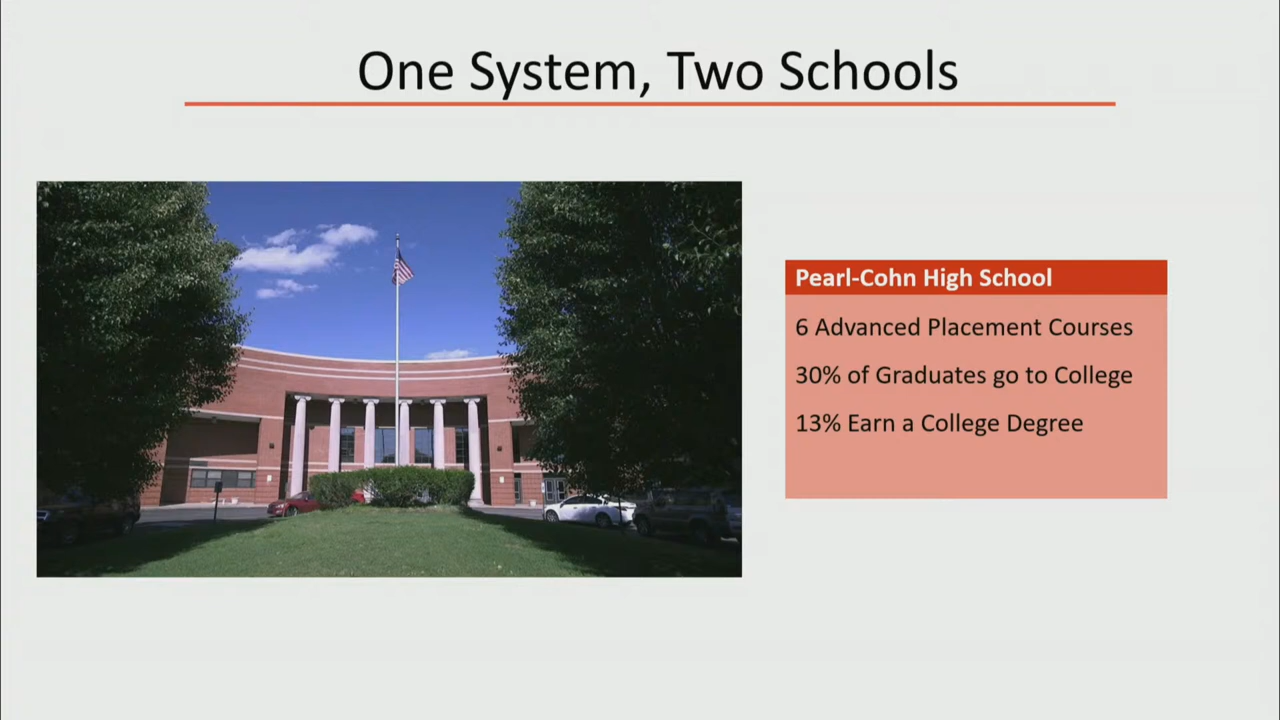 One System, Two Schools
Pearl-Cohn High School
6 Advanced Placement Courses
30% of Graduates go to College
13% Earn a College Degree